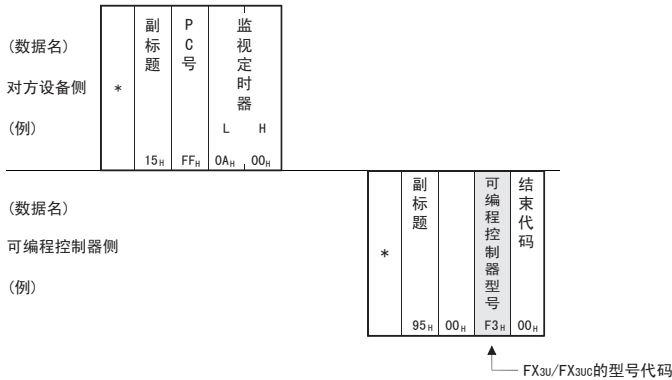 (数据名)
对方设备侧
(例)
*
副标题
15H
PC号
FFH
监视定时器
L H
0AH 00H
(数据名)
可编程控制器侧
(例)
*
副标题
95H
00H
可编程控制器型号
F3H
结束代码
00H
FX3U/FX3UC的型号代码